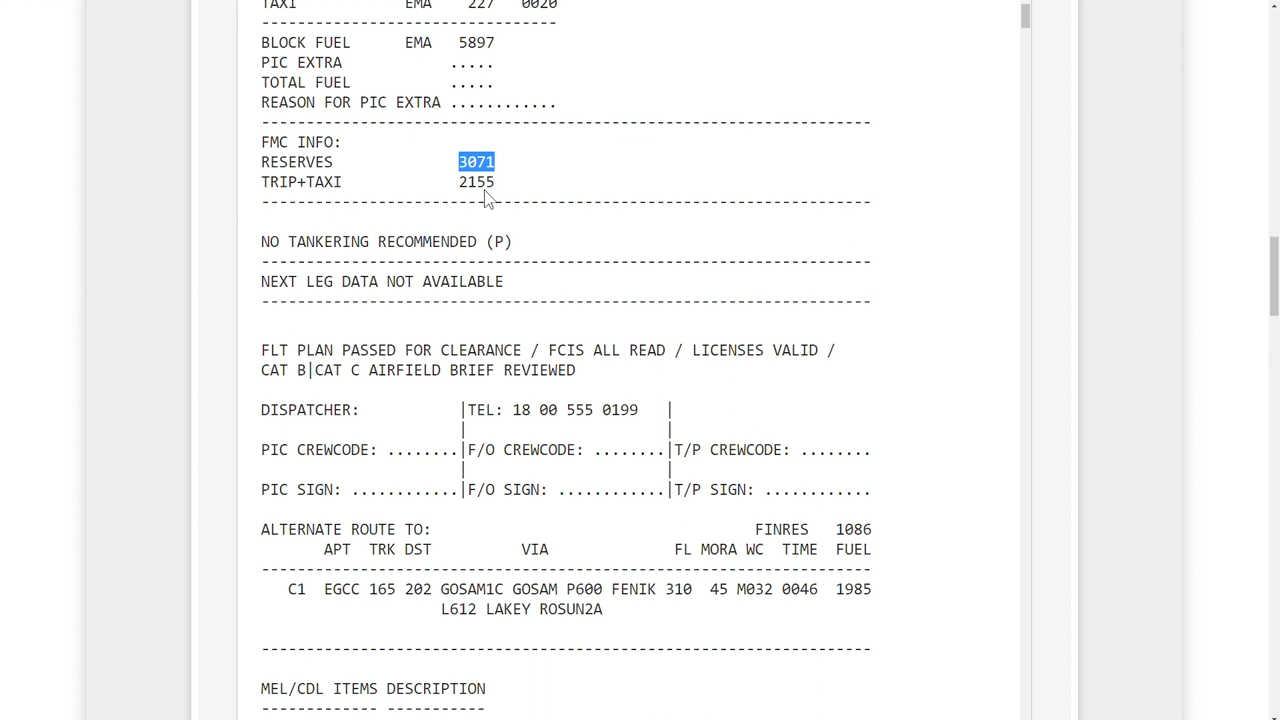 TAXI EMA 227 0020
---------------------------------
BLOCK FUEL EMA 5897
PIC EXTRA .....
TOTAL FUEL .....
REASON FOR PIC EXTRA ............
--------------------------------------------------------------------
FMC INFO:
RESERVES 3071
TRIP+TAXI 2155
--------------------------------------------------------------------
NO TANKERING RECOMMENDED (P)
--------------------------------------------------------------------
NEXT LEG DATA NOT AVAILABLE
--------------------------------------------------------------------
FLT PLAN PASSED FOR CLEARANCE / FCIS ALL READ / LICENSES VALID /
CAT B|CAT C AIRFIELD BRIEF REVIEWED
DISPATCHER: |TEL: 18 00 555 0199 |
| |
PIC CREWCODE: ........|F/O CREWCODE: ........|T/P CREWCODE: ........
| |
PIC SIGN: ............|F/O SIGN: ............|T/P SIGN: ............
ALTERNATE ROUTE TO: FINRES 1086
APT TRK DST VIA FL MORA WC TIME FUEL
--------------------------------------------------------------------
C1 EGCC 165 202 GOSAM1C GOSAM P600 FENIK 310 45 M032 0046 1985
L612 LAKEY ROSUN2A
--------------------------------------------------------------------
MEL/CDL ITEMS DESCRIPTION
------------- -----------